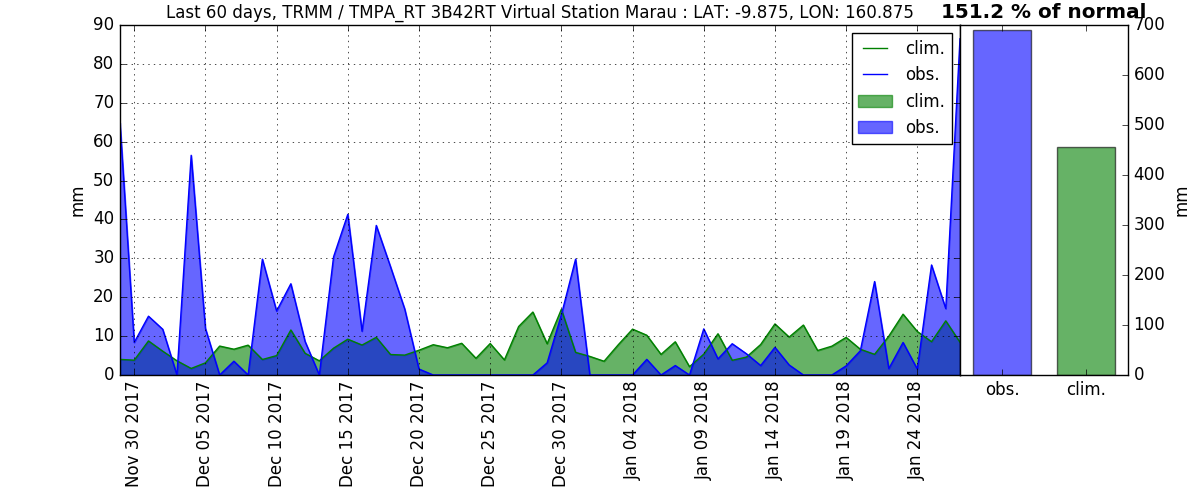 Last 60 days, TRMM / TMPA_RT 3B42RT Virtual Station Marau : LAT: -9.875, LON: 160.875
151.2 % of normal
90
80
70
60
50
40
30
20
10
0
mm
clim.
obs.
clim.
obs.
Nov 30 2017
Dec 05 2017
Dec 10 2017
Dec 15 2017
Dec 20 2017
Dec 25 2017
Dec 30 2017
Jan 04 2018
Jan 09 2018
Jan 14 2018
Jan 19 2018
Jan 24 2018
700
600
500
400
300
200
100
0
mm
obs.
clim.